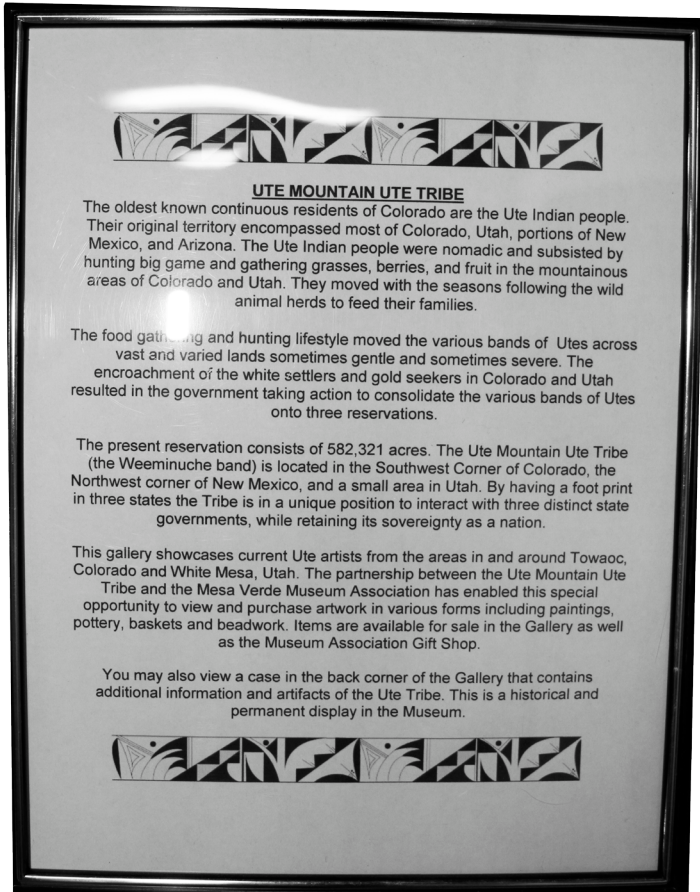 UTE MOUNTAIN UTE TRIBE
The oldest known continuous residents of Colorado are the Ute Indian people.
Their original territory encompassed most of Colorado, Utah, portions of New
Mexico, and Arizona. The Ute Indian people were nomadic and subsisted by
hunting big game and gathering grasses, berries, and fruit in the mountainous
areas of Colorado and Utah. They moved with the seasons following the wild
animal herds to feed their families.
The food gathering and hunting lifestyle moved the various bands of Utes across
vast and varied lands sometimes gentle and sometimes severe. The
encroachment of the white settlers and gold seekers in Colorado and Utah
resulted in the government taking action to consolidate the various bands of Utes
onto three reservations.
The present reservation consists of 582,321 acres. The Ute Mountain Ute Tribe
(the Weeminuche band) is located in the Southwest Corner of Colorado, the
Northwest corner of New Mexico, and a small area in Utah. By having a foot print
in three states the Tribe is in a unique position to interact with three distinct state
governments, while retaining its sovereignty as a nation.
This gallery showcases current Ute artists from the areas in and around Towaoc,
Colorado and White Mesa, Utah. The partnership between the Ute Mountain Ute
Tribe and the Mesa Verde Museum Association has enabled this special
opportunity to view and purchase artwork in various forms including paintings,
pottery, baskets and beadwork. Items are available for sale in the Gallery as well
as the Museum Association Gift Shop.
You may also view a case in the back corner of the Gallery that contains
additional information and artifacts of the Ute Tribe. This is a historical and
permanent display in the Museum.